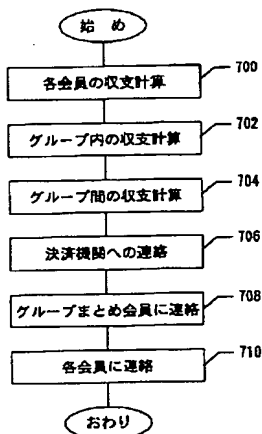 始め
各会員の収支計算
700
グループ内の収支計算
702
グループ間の収支計算
704
決済機関への連絡
706
グループまとめ会員に連絡
708
各会員に連絡
710
おわり